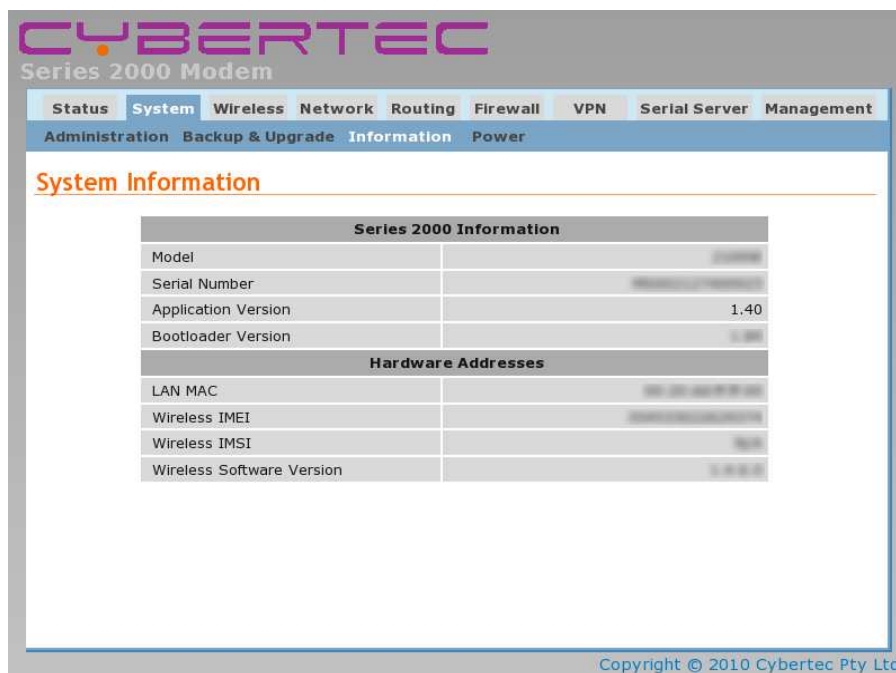 CYBERTEC
Series 2000 Modem
Status System Wireless Network Routing Firewall VPN Serial Server Management
Administration Backup & Upgrade Information Power
System Information
Series 2000 Information
Model
Serial Number
Application Version 1.40
Bootloader Version
Hardware Addresses
LAN MAC
Wireless IMEI
Wireless IMSI
Wireless Software Version
Copyright © 2010 Cybertec Pty Ltd